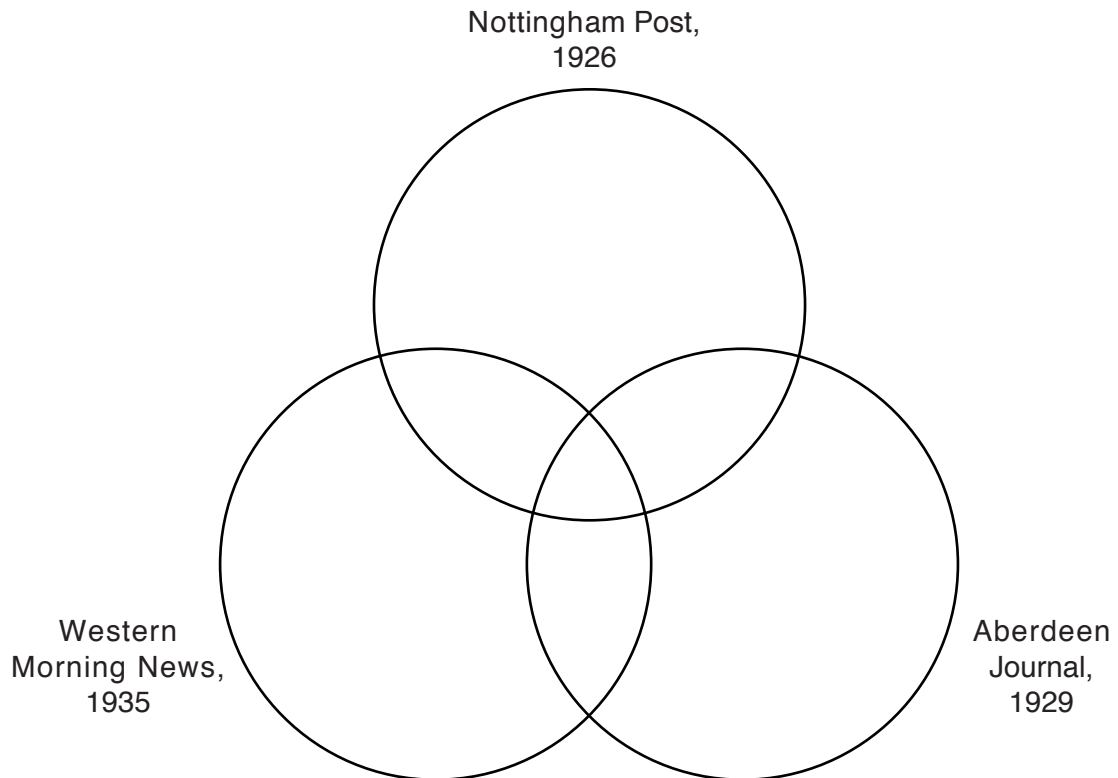 Nottingham Post,
1926
Western
Morning News,
1935
Aberdeen
Journal,
1929